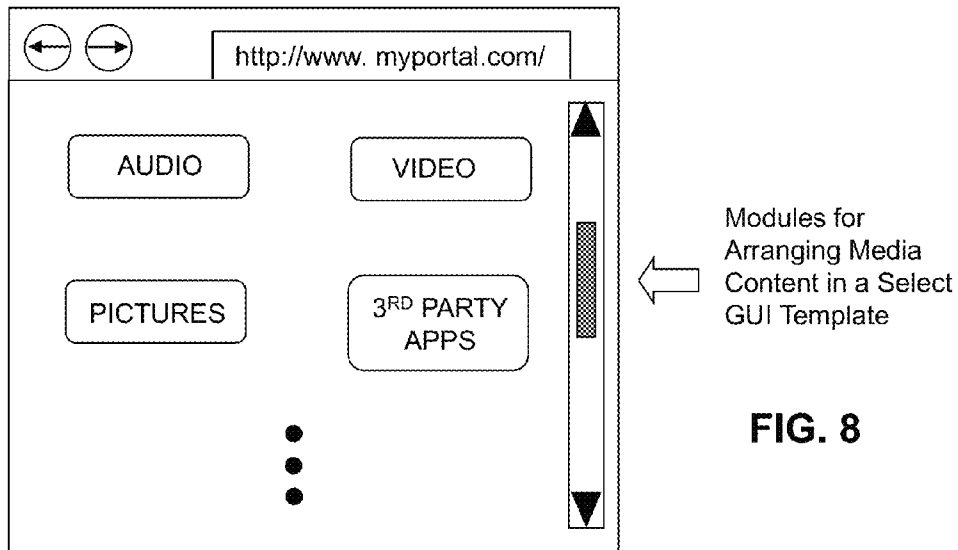 http://www. myportal.com/
AUDIO
VIDEO
PICTURES
3RD PARTY
APPS
Modules for
Arranging Media
Content in a Select
GUI Template
FIG. 8